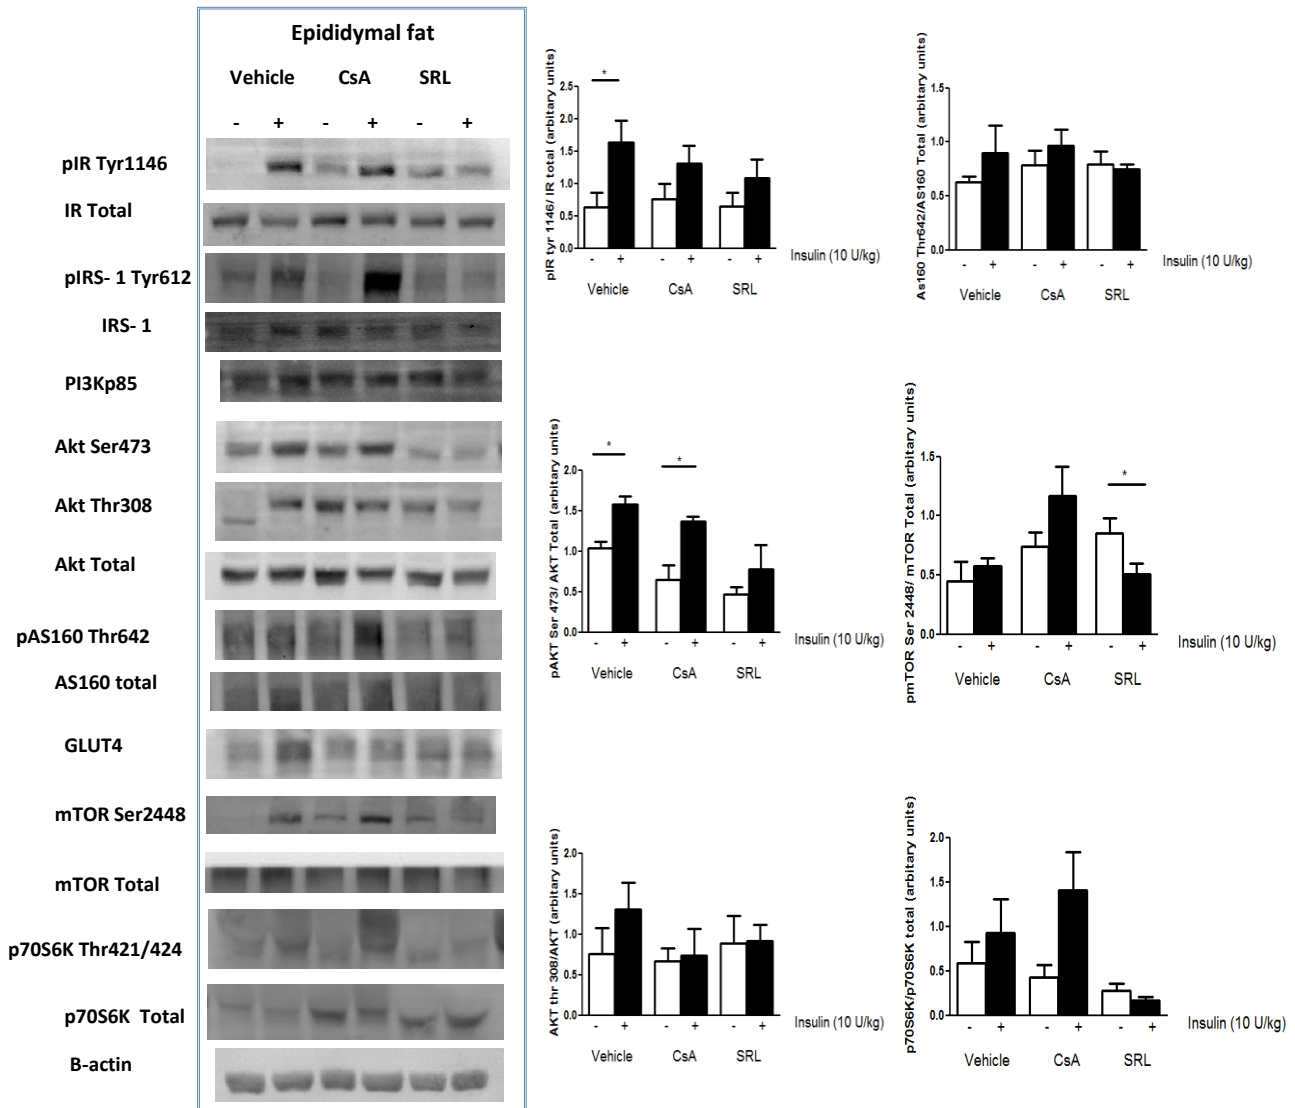 Epididymal fat
Vehicle CsA SRL
- + - + - +
pIR Tyr1146
IR Total
pIRS- 1 Tyr612
IRS- 1
PI3Kp85
Akt Ser473
Akt Thr308
Akt Total
pAS160 Thr642
AS160 total
GLUT4
mTOR Ser2448
mTOR Total
p70S6K Thr421/424
p70S6K Total
B-actin
pIR tyr 1146/ IR total (arbitary units)
2.5
2.0
1.5
1.0
0.5
0.0
*
- + - + - +
Insulin (10 U/kg)
Vehicle CsA SRL
As160 Thr642/AS160 Total (arbitary units)
1.5
1.0
0.5
0.0
- + - + - +
Insulin (10 U/kg)
Vehicle CsA SRL
pAKT Ser 473/ AKT Total (arbitary units)
2.0
1.5
1.0
0.5
0.0
* *
- + - + - +
Insulin (10 U/kg)
Vehicle CsA SRL
pmTOR Ser 2448/ mTOR Total (arbitary units)
1.5
1.0
0.5
0.0
*
- + - + - +
Insulin (10 U/kg)
Vehicle CsA SRL
AKT thr 308/AKT (arbitary units)
2.0
1.5
1.0
0.5
0.0
- + - + - +
Insulin (10 U/kg)
Vehicle CsA SRL
p70S6K/p70S6K total (arbitary units)
2.0
1.5
1.0
0.5
0.0
- + - + - +
Insulin (10 U/kg)
Vehicle CsA SRL